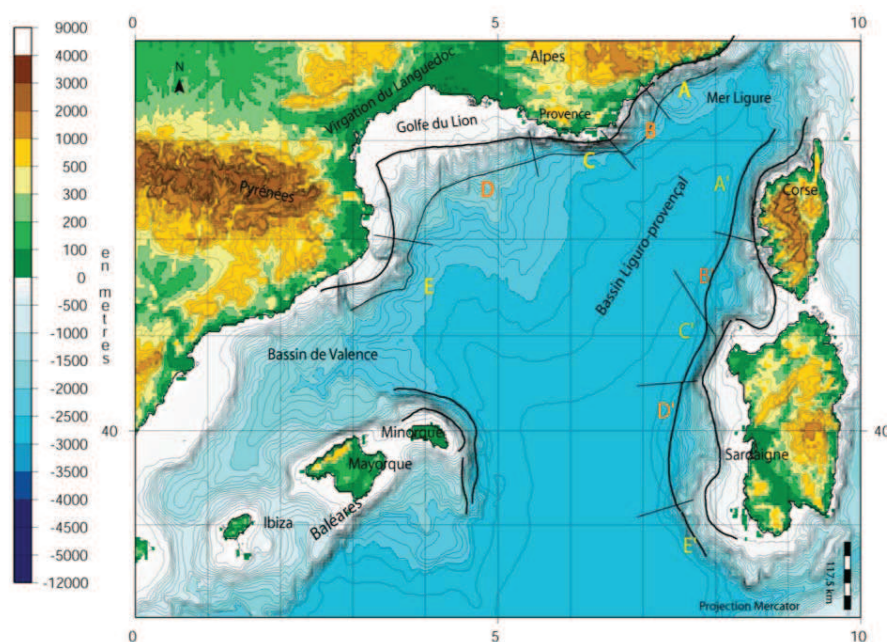 0 5 10
9000
4000
3000
2000
1000
500
300
200
100
0
-500
-1000
-1500
-2000
-2500
-3000
-3500
-4000
-4500
-5000
-12000
en metres
N
Alpes
Virgation du Languedoc
Provence
Golfe du Lion
Mer Ligure
A
B
C
D
E
Pyrénées
A'
Corse
Bassin Liguro-provençal
B'
C'
Bassin de Valence
D'
40 40
Minorque
Mayorque
Sardaigne
Ibiza
Baléares
E'
117.5 km
Projection Mercator
0 5 10